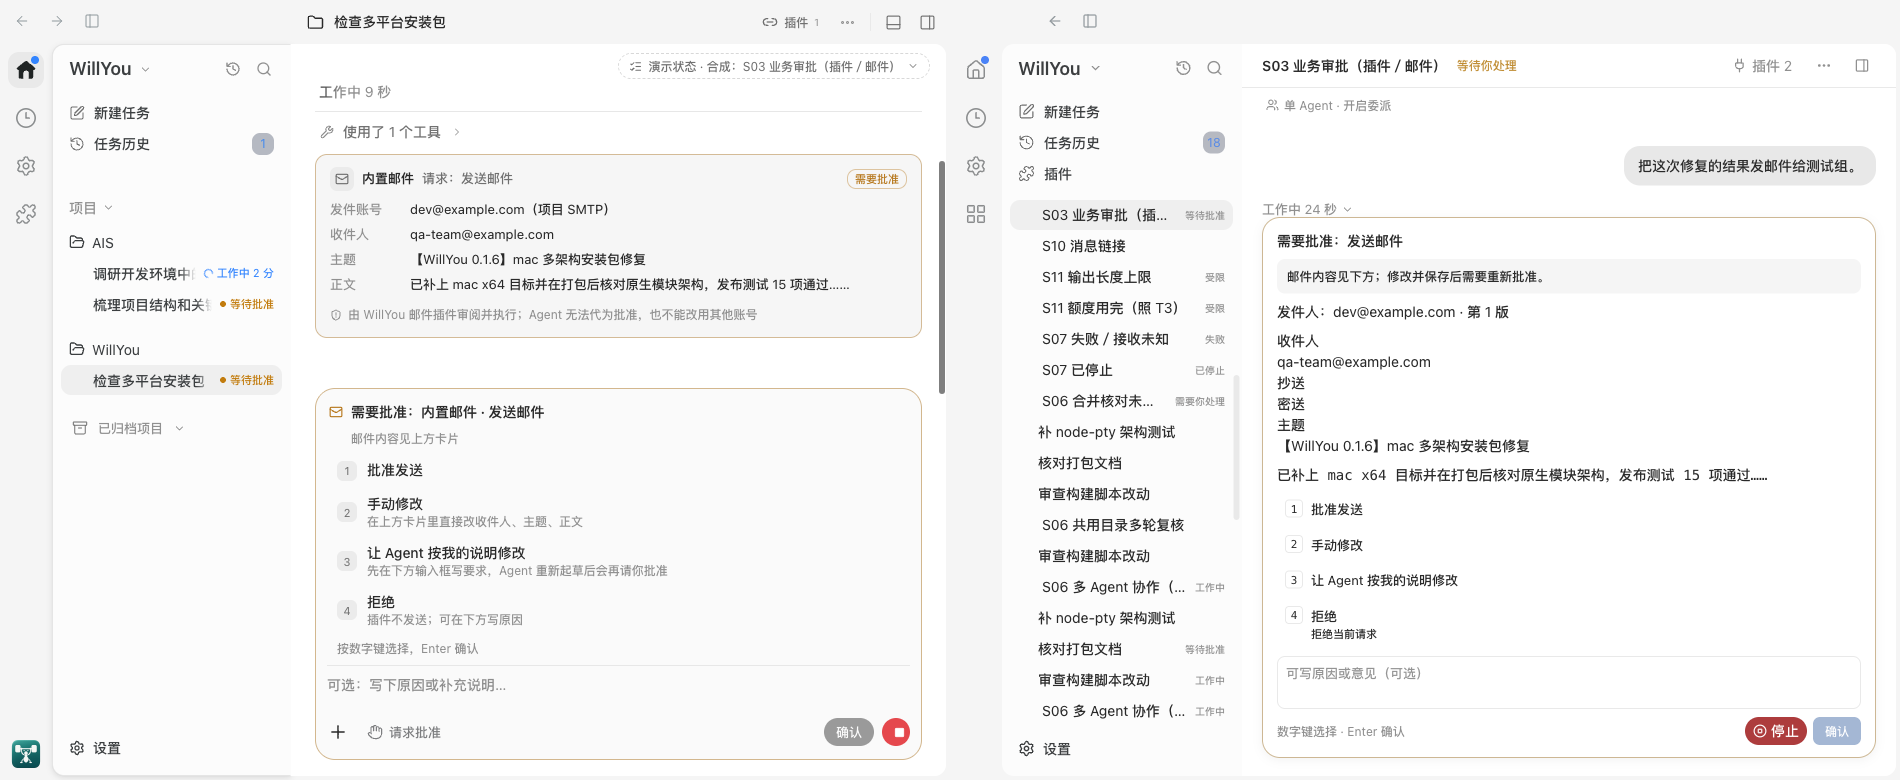 检查多平台安装包
插件 1
WillYou
新建任务
任务历史
1
项目
AIS
调研开发环境中
工作中 2 分
梳理项目结构和关
等待批准
WillYou
检查多平台安装包
等待批准
已归档项目
设置
演示状态 · 合成：S03 业务审批（插件 / 邮件）
工作中 9 秒
使用了 1 个工具
内置邮件 请求：发送邮件
需要批准
发件账号 dev@example.com（项目 SMTP）
收件人 qa-team@example.com
主题 【WillYou 0.1.6】mac 多架构安装包修复
正文 已补上 mac x64 目标并在打包后核对原生模块架构，发布测试 15 项通过……
由 WillYou 邮件插件审阅并执行；Agent 无法代为批准，也不能改用其他账号
需要批准：内置邮件 · 发送邮件
邮件内容见上方卡片
1 批准发送
2 手动修改
在上方卡片里直接改收件人、主题、正文
3 让 Agent 按我的说明修改
先在下方输入框写要求，Agent 重新起草后会再请你批准
4 拒绝
插件不发送；可在下方写原因
按数字键选择，Enter 确认
可选：写下原因或补充说明...
请求批准
确认
WillYou
新建任务
任务历史
18
插件
S03 业务审批（插... 等待批准
S10 消息链接
S11 输出长度上限 受限
S11 额度用完（照 T3） 受限
S07 失败 / 接收未知 失败
S07 已停止 已停止
S06 合并核对未... 需要你处理
补 node-pty 架构测试
核对打包文档
审查构建脚本改动
S06 共用目录多轮复核
审查构建脚本改动
S06 多 Agent 协作（... 工作中
补 node-pty 架构测试
核对打包文档 等待批准
审查构建脚本改动 工作中
S06 多 Agent 协作（... 工作中
设置
S03 业务审批（插件 / 邮件） 等待你处理
插件 2
单 Agent · 开启委派
把这次修复的结果发邮件给测试组。
工作中 24 秒
需要批准：发送邮件
邮件内容见下方；修改并保存后需要重新批准。
发件人：dev@example.com · 第 1 版
收件人
qa-team@example.com
抄送
密送
主题
【WillYou 0.1.6】mac 多架构安装包修复
已补上 mac x64 目标并在打包后核对原生模块架构，发布测试 15 项通过……
1 批准发送
2 手动修改
3 让 Agent 按我的说明修改
4 拒绝
拒绝当前请求
可写原因或意见（可选）
数字键选择 · Enter 确认
停止
确认